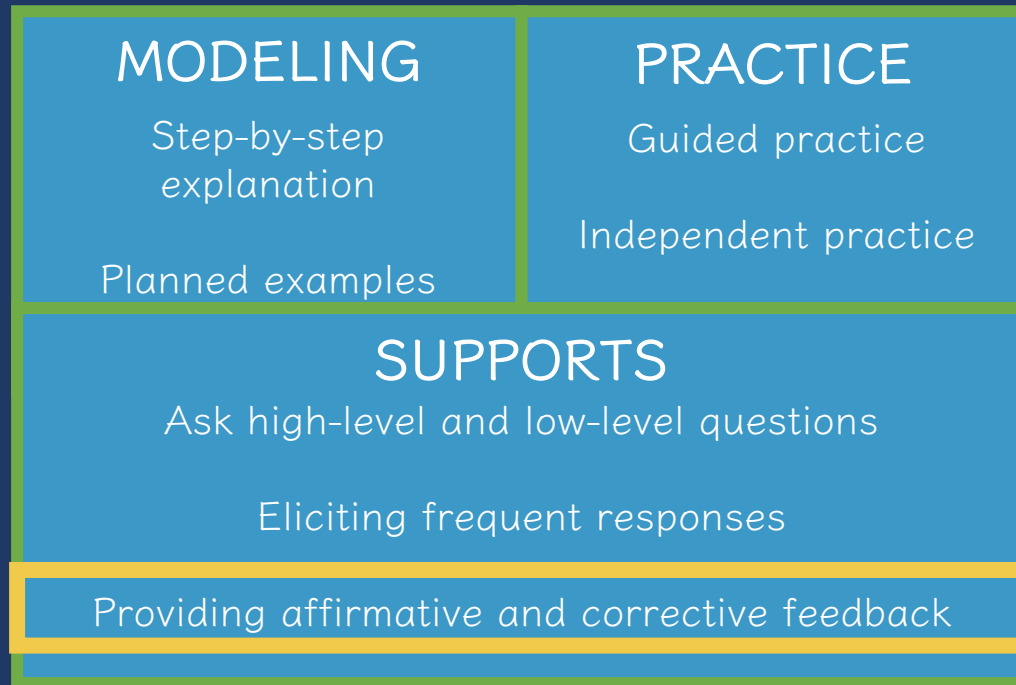 MODELING
Step-by-step
explanation
Planned examples
PRACTICE
Guided practice
Independent practice
SUPPORTS
Ask high-level and low-level questions
Eliciting frequent responses
Providing affirmative and corrective feedback